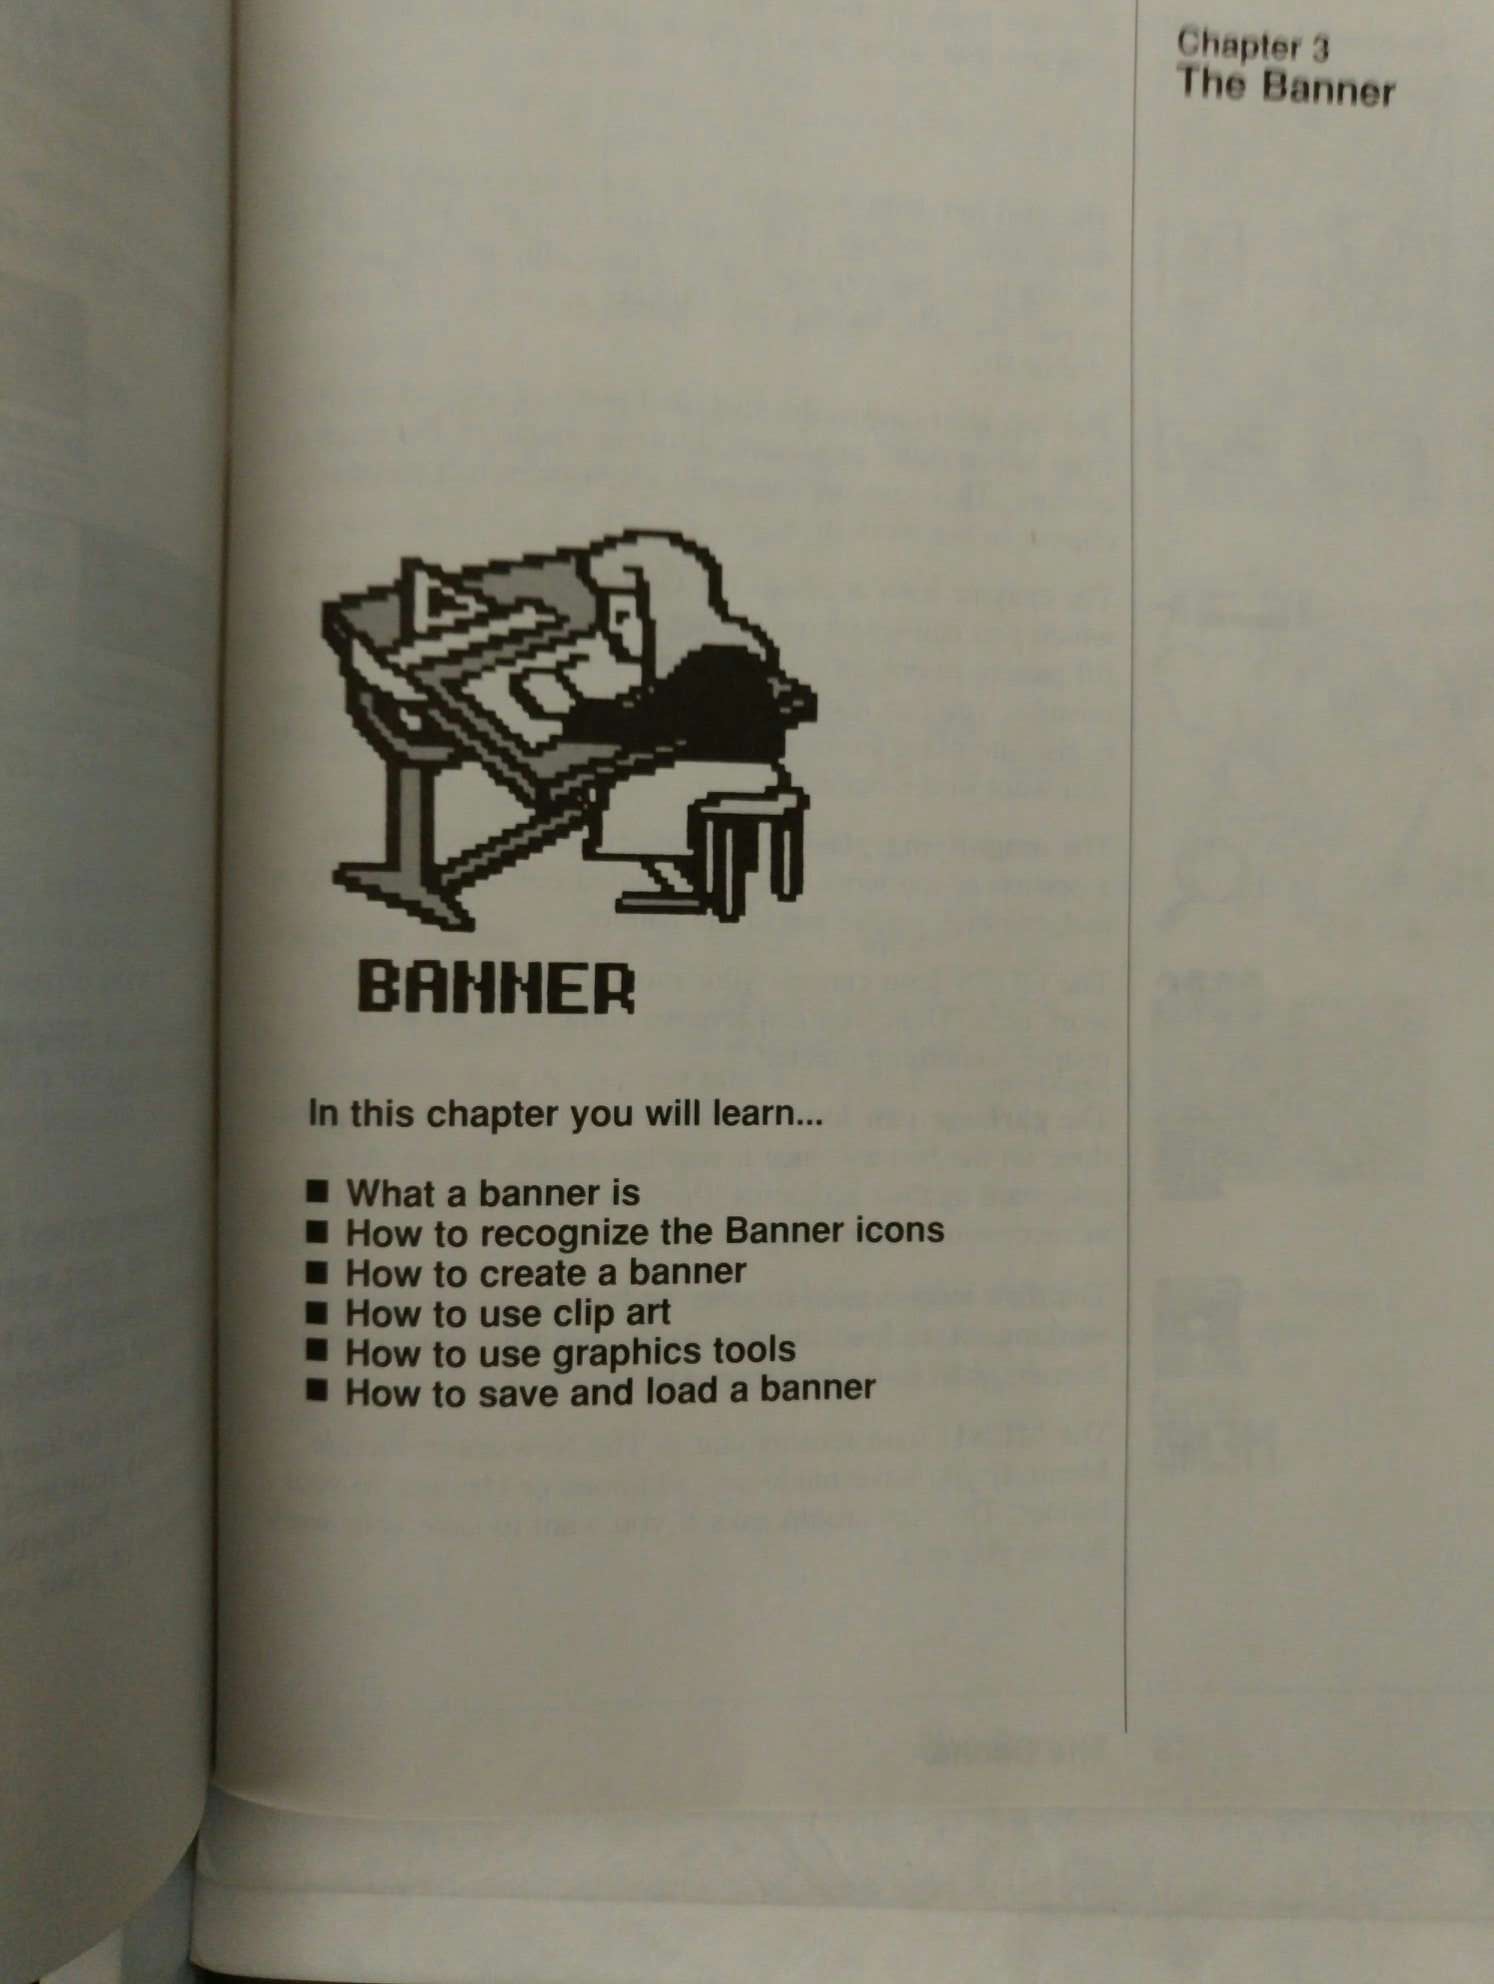 Chapter 3
The Banner
BANNER
In this chapter you will learn...
■ What a banner is
■ How to recognize the Banner icons
■ How to create a banner
■ How to use clip art
■ How to use graphics tools
■ How to save and load a banner